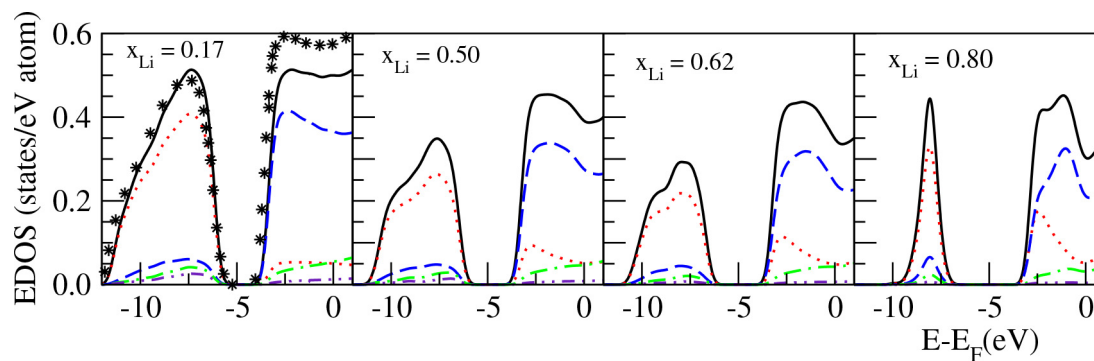 EDOS (states/eV atom)
0.6
0.4
0.2
0.0
x_Li = 0.17
x_Li = 0.50
x_Li = 0.62
x_Li = 0.80
-10 -5 0 -10 -5 0 -10 -5 0 -10 -5 0
E-E_F(eV)